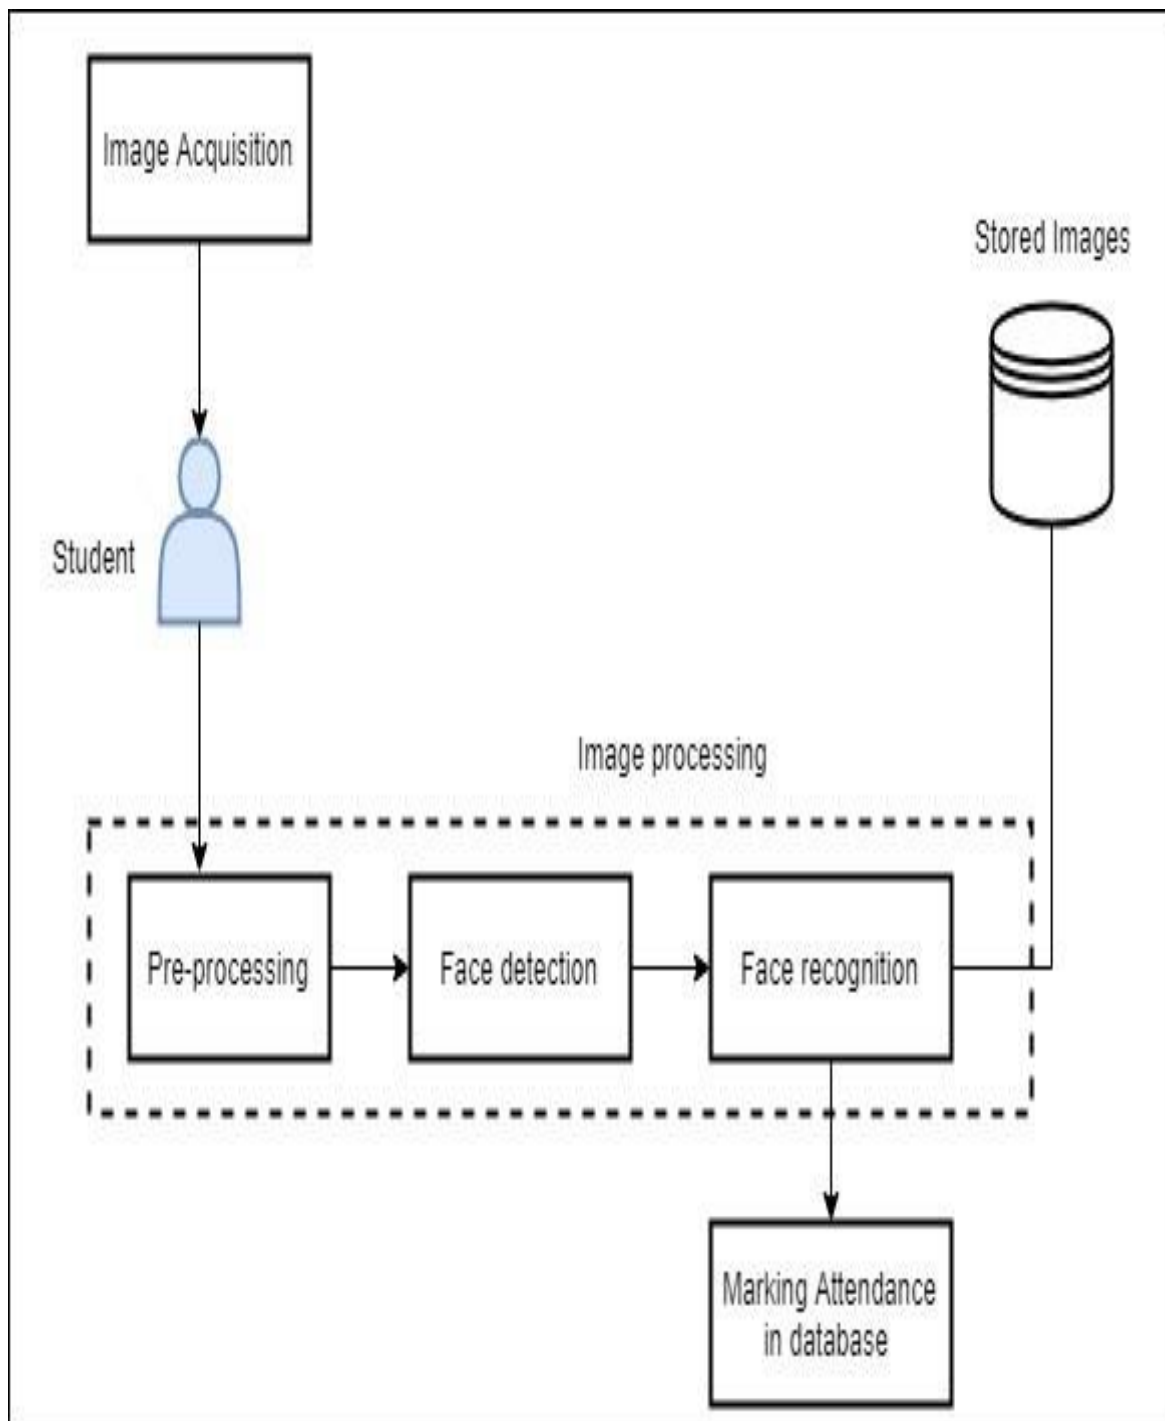 Image Acquisition
Stored Images
Student
Image processing
Pre-processing
Face detection
Face recognition
Marking Attendance
in database